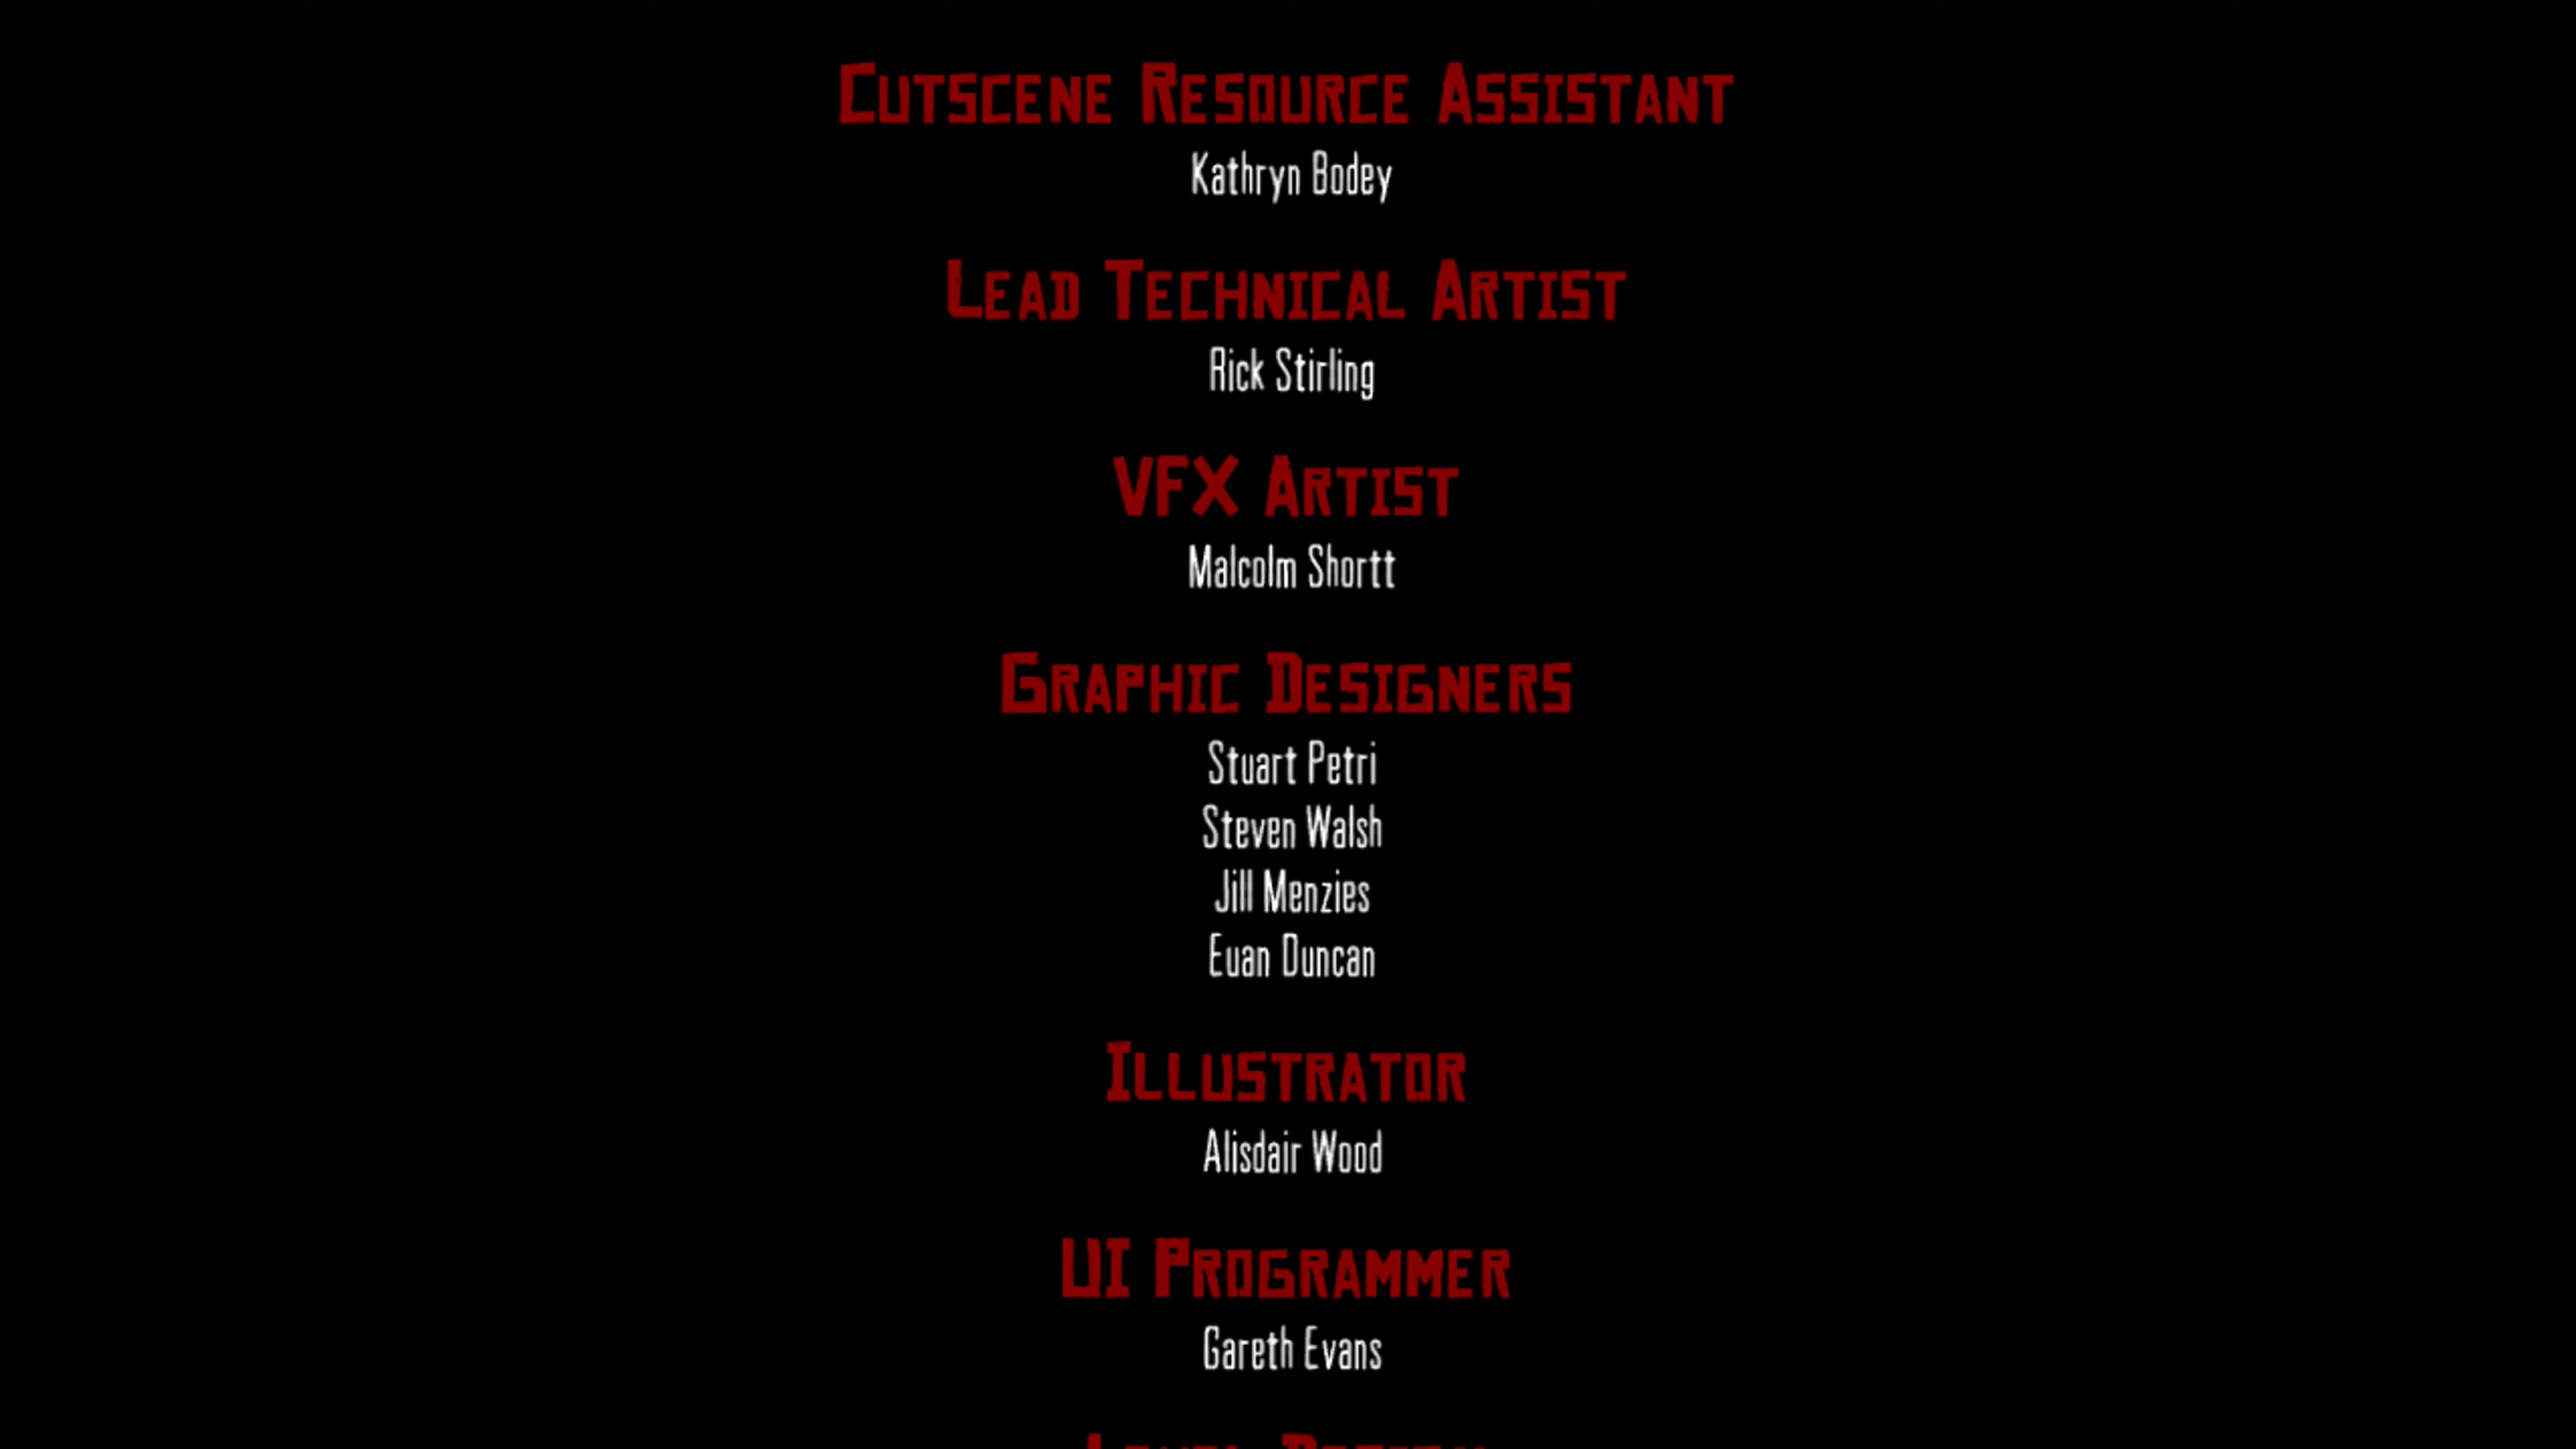 Cutscene Resource Assistant
Kathryn Bodey
Lead Technical Artist
Rick Stirling
VFX Artist
Malcolm Shortt
Graphic Designers
Stuart Petri
Steven Walsh
Jill Menzies
Euan Duncan
Illustrator
Alisdair Wood
UI Programmer
Gareth Evans